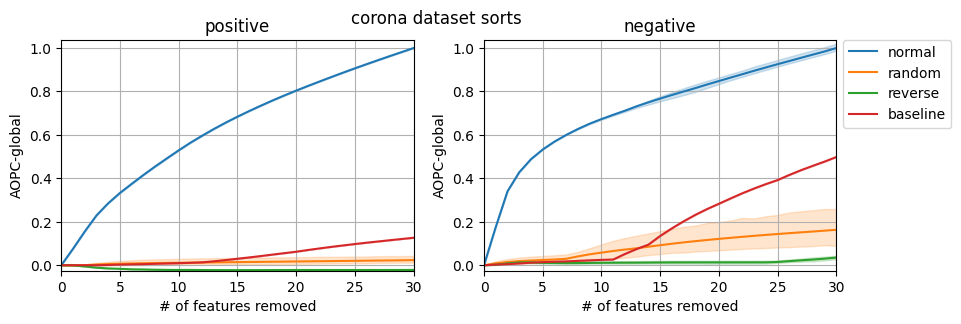 corona dataset sorts
positive
1.0
0.8
0.6
0.4
0.2
0.0
AOPC-global
0 5 10 15 20 25 30
# of features removed
negative
1.0
0.8
0.6
0.4
0.2
0.0
AOPC-global
0 5 10 15 20 25 30
# of features removed
normal
random
reverse
baseline